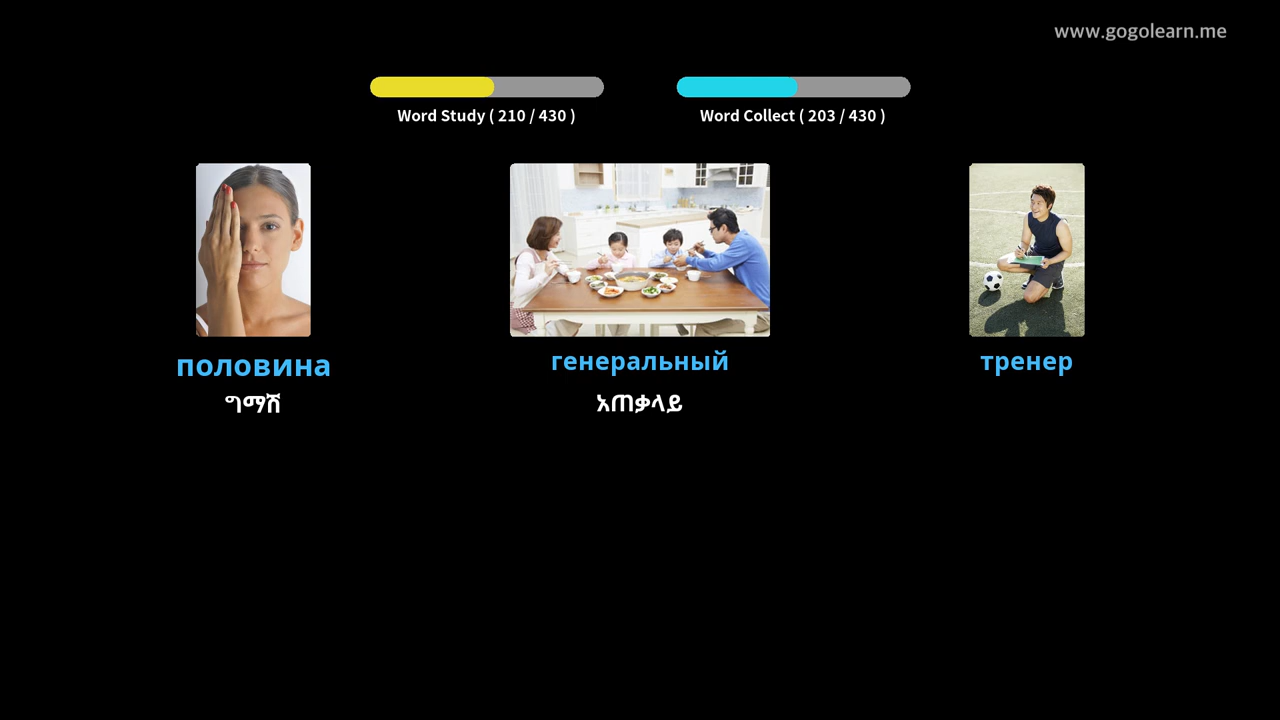 www.gogolearn.me
Word Study ( 210 / 430 )
Word Collect ( 203 / 430 )
половина
ግማሽ
генеральный
አጠቃላይ
тренер